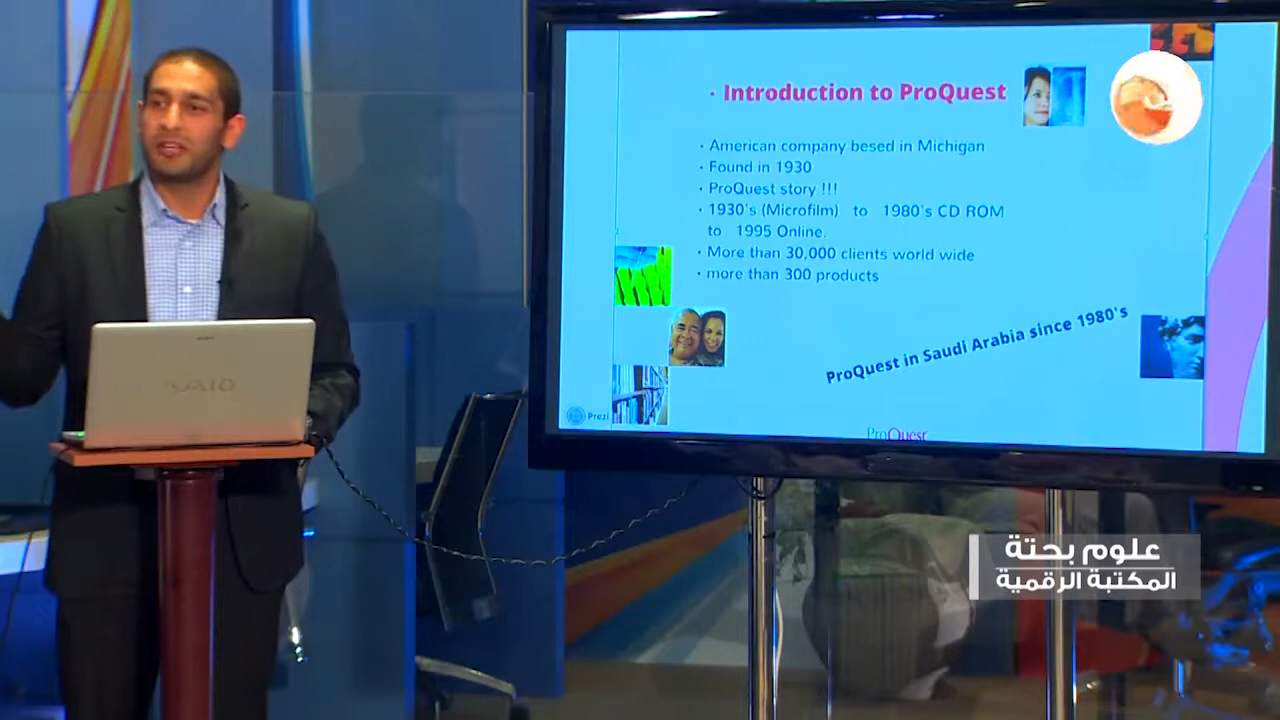 · Introduction to ProQuest
· American company besed in Michigan
· Found in 1930
· ProQuest story !!!
· 1930's (Microfilm) to 1980's CD ROM
to 1995 Online.
· More than 30,000 clients world wide
· more than 300 products
ProQuest in Saudi Arabia since 1980's
Prezi
ProQuest
VAIO
علوم بحتة
المكتبة الرقمية